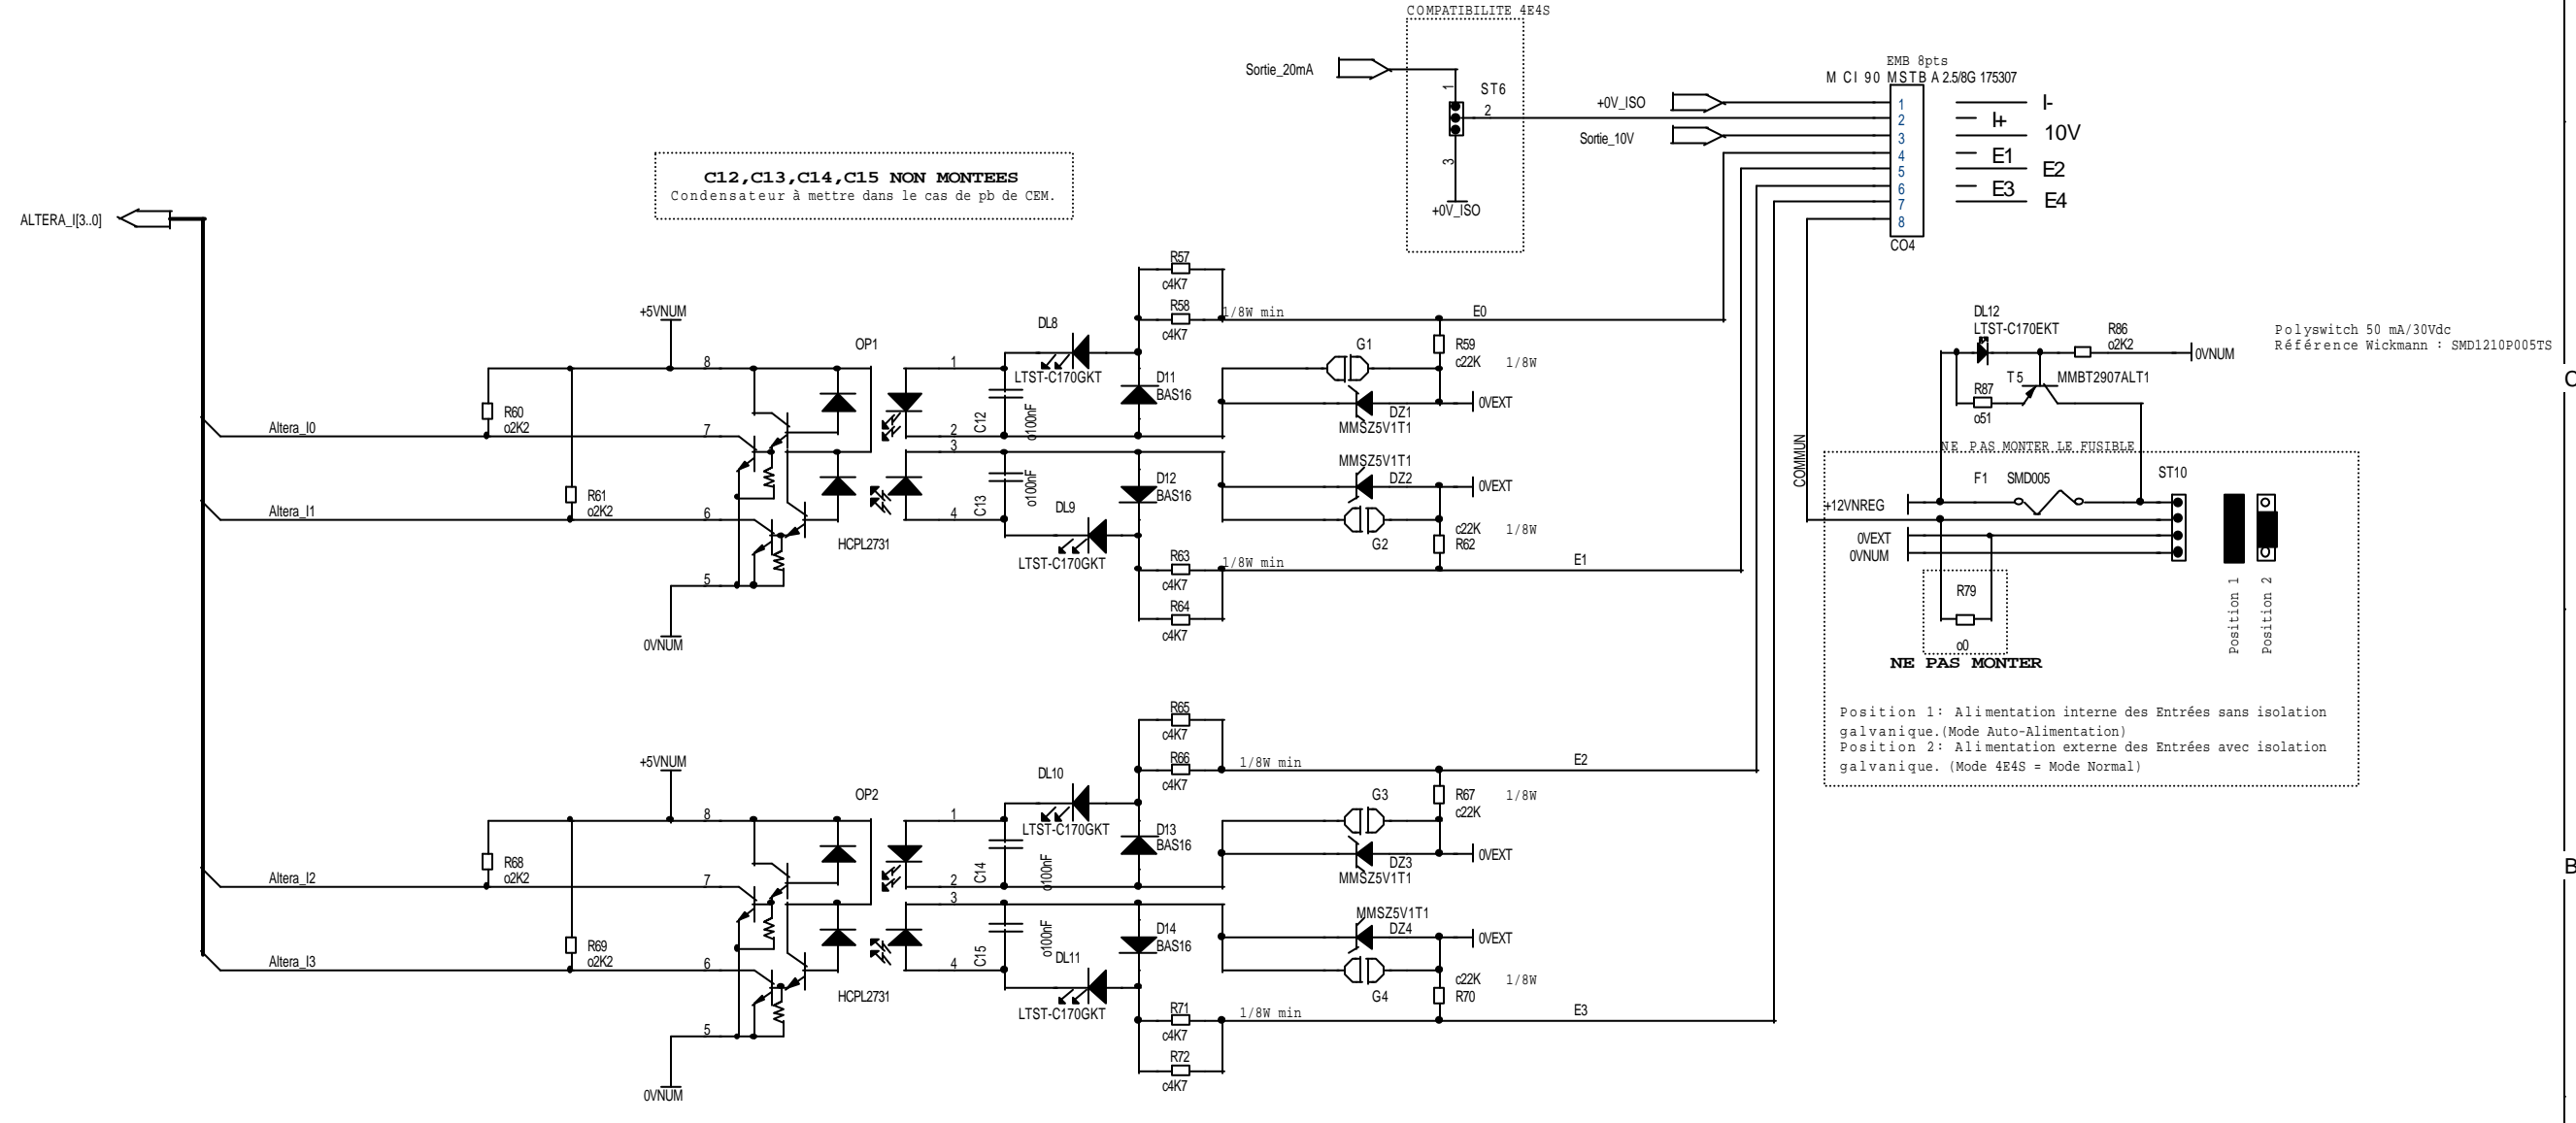 COMPATIBILITE 4E4S
Sortie_20mA
1
ST6
2
3
+0V_ISO
EMB 8pts
M CI 90 MSTB A 2.5/8G 175307
+0V_ISO
Sortie_10V
1
2
3
4
5
6
7
8
CO4
I-
I+
10V
E1
E2
E3
E4
C12,C13,C14,C15 NON MONTEES
Condensateur à mettre dans le cas de pb de CEM.
ALTERA_I[3..0]
R57
c4K7
R58
c4K7
1/8W min
E0
+5VNUM
DL8
LTST-C170GKT
OP1
8
1
G1
R59
c22K
1/8W
D11
BAS16
R60
o2K2
C12
o100nF
DZ1
MMSZ5V1T1
0VEXT
Altera_I0
7
2
3
MMSZ5V1T1
DZ2
0VEXT
R61
o2K2
C13
o100nF
D12
BAS16
DL9
LTST-C170GKT
Altera_I1
6
4
HCPL2731
G2
c22K
R62
1/8W
R63
c4K7
1/8W min
E1
5
R64
c4K7
0VNUM
DL12
LTST-C170EKT
R86
o2K2
0VNUM
Polyswitch 50 mA/30Vdc
Référence Wickmann : SMD1210P005TS
T5
MMBT2907ALT1
R87
o51
COMMUN
NE PAS MONTER LE FUSIBLE
F1
SMD005
ST10
+12VNREG
0VEXT
0VNUM
R79
o0
NE PAS MONTER
Position 1
Position 2
Position 1: Alimentation interne des Entrées sans isolation
galvanique.(Mode Auto-Alimentation)
Position 2: Alimentation externe des Entrées avec isolation
galvanique. (Mode 4E4S = Mode Normal)
R65
c4K7
R66
c4K7
1/8W min
E2
+5VNUM
DL10
LTST-C170GKT
OP2
8
1
G3
R67
c22K
1/8W
D13
BAS16
R68
o2K2
C14
o100nF
DZ3
MMSZ5V1T1
0VEXT
Altera_I2
7
2
3
MMSZ5V1T1
DZ4
0VEXT
R69
o2K2
C15
o100nF
D14
BAS16
DL11
LTST-C170GKT
Altera_I3
6
4
HCPL2731
G4
c22K
R70
1/8W
R71
c4K7
1/8W min
E3
5
R72
c4K7
0VNUM
C
B